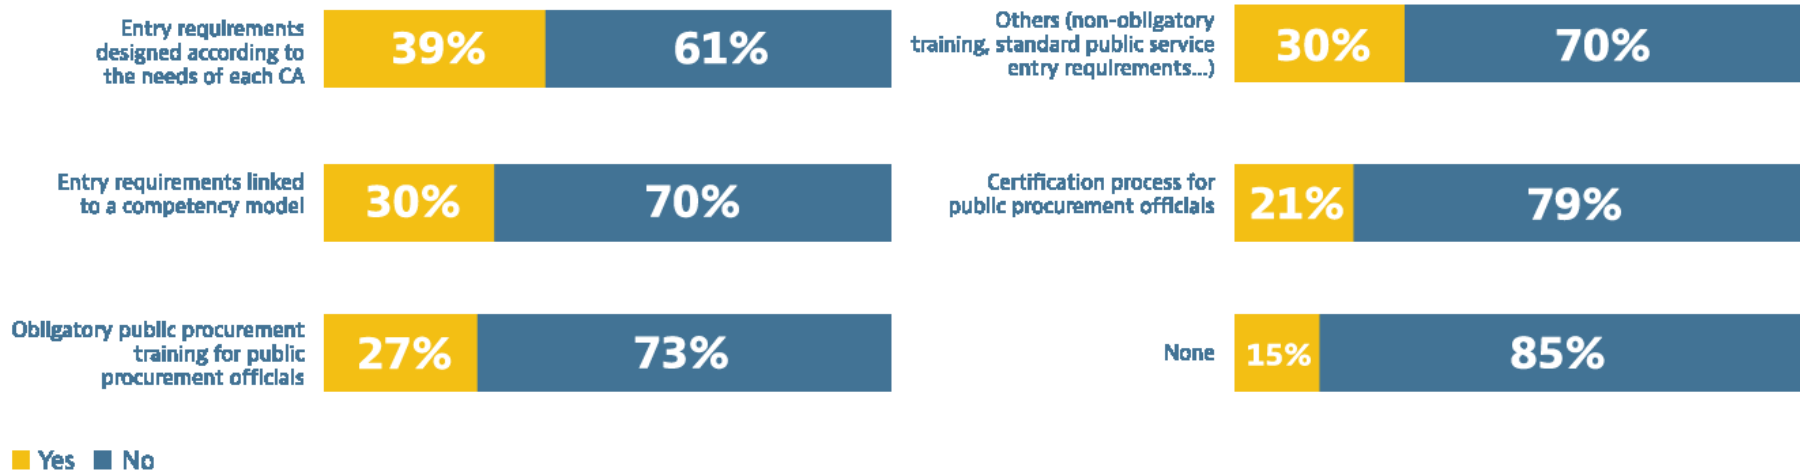 Entry requirements
designed according to
the needs of each CA
39% 61%
Others (non-obligatory
training, standard public service
entry requirements...)
30% 70%
Entry requirements linked
to a competency model
30% 70%
Certification process for
public procurement officials
21% 79%
Obligatory public procurement
training for public
procurement officials
27% 73%
None
15% 85%
Yes No